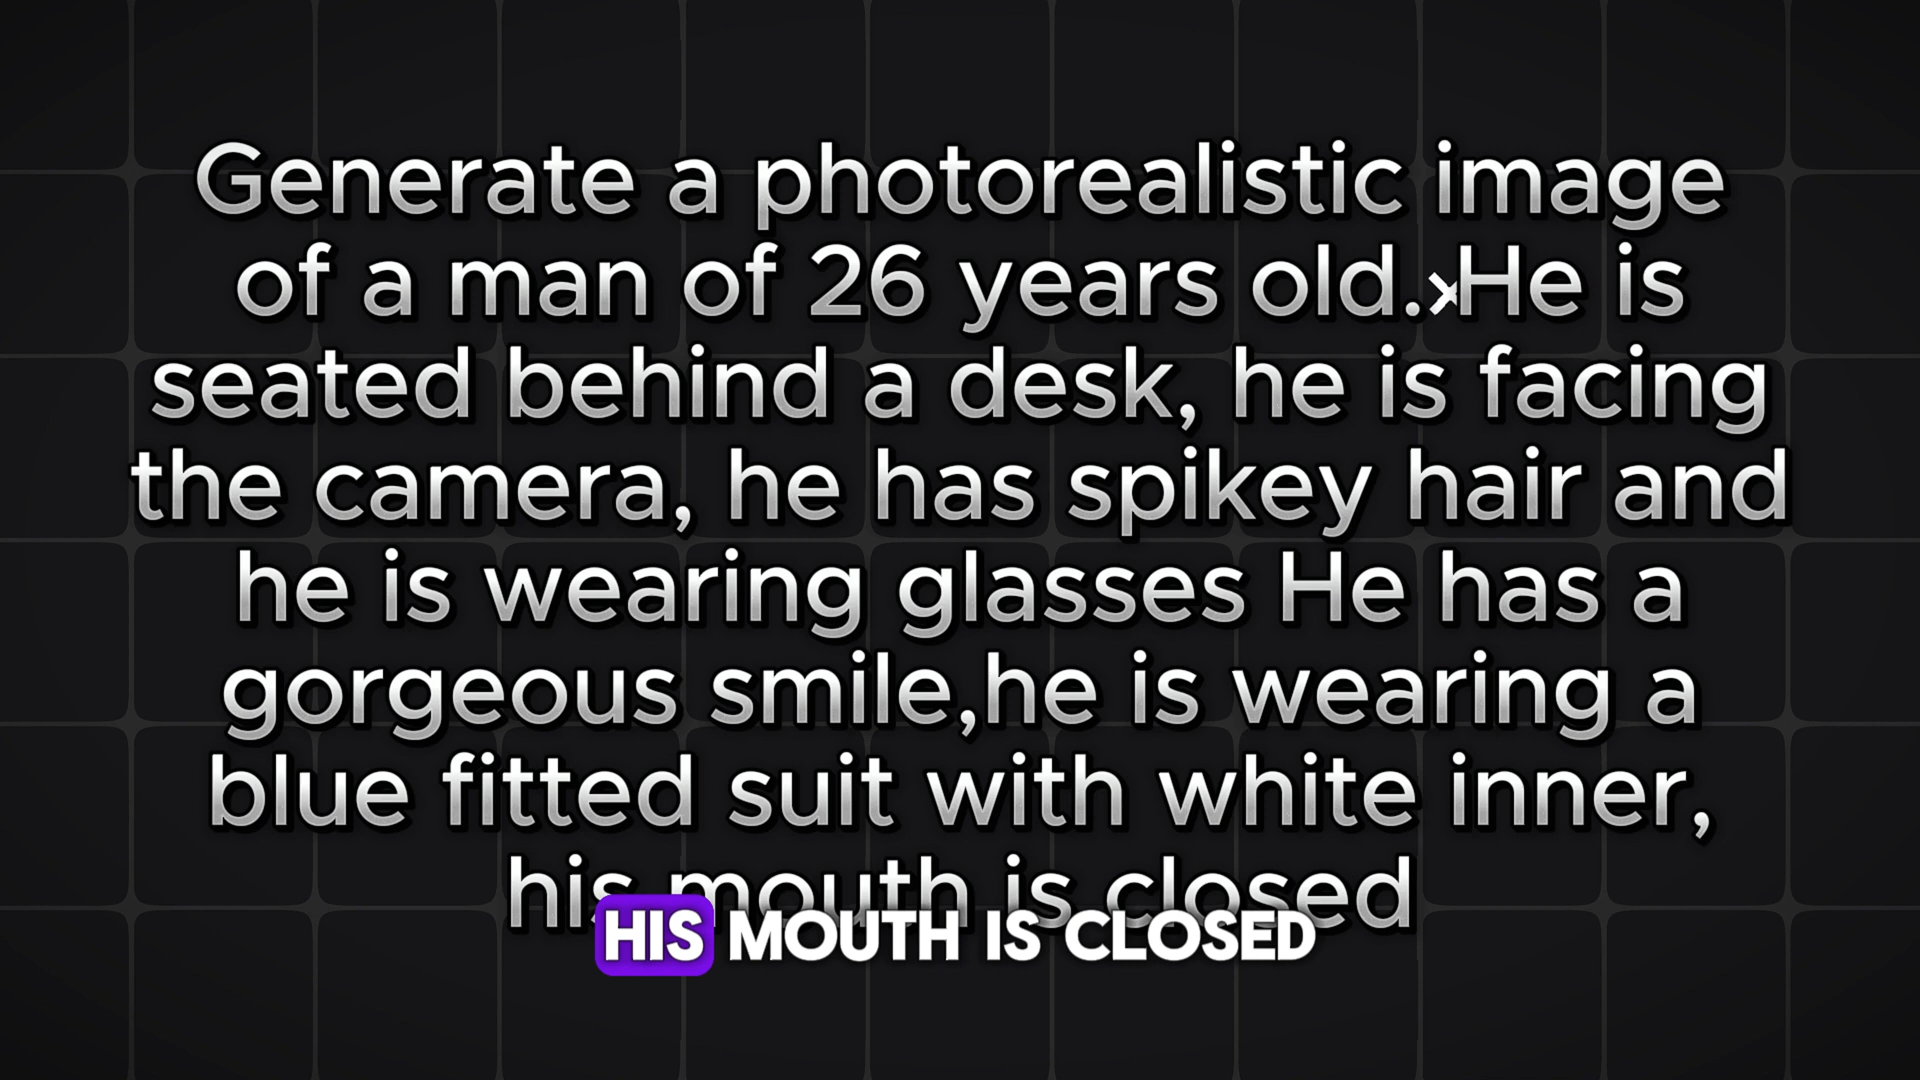 Generate a photorealistic image
of a man of 26 years old. He is
seated behind a desk, he is facing
the camera, he has spikey hair and
he is wearing glasses He has a
gorgeous smile,he is wearing a
blue fitted suit with white inner,
his mouth is closed
HIS MOUTH IS CLOSED